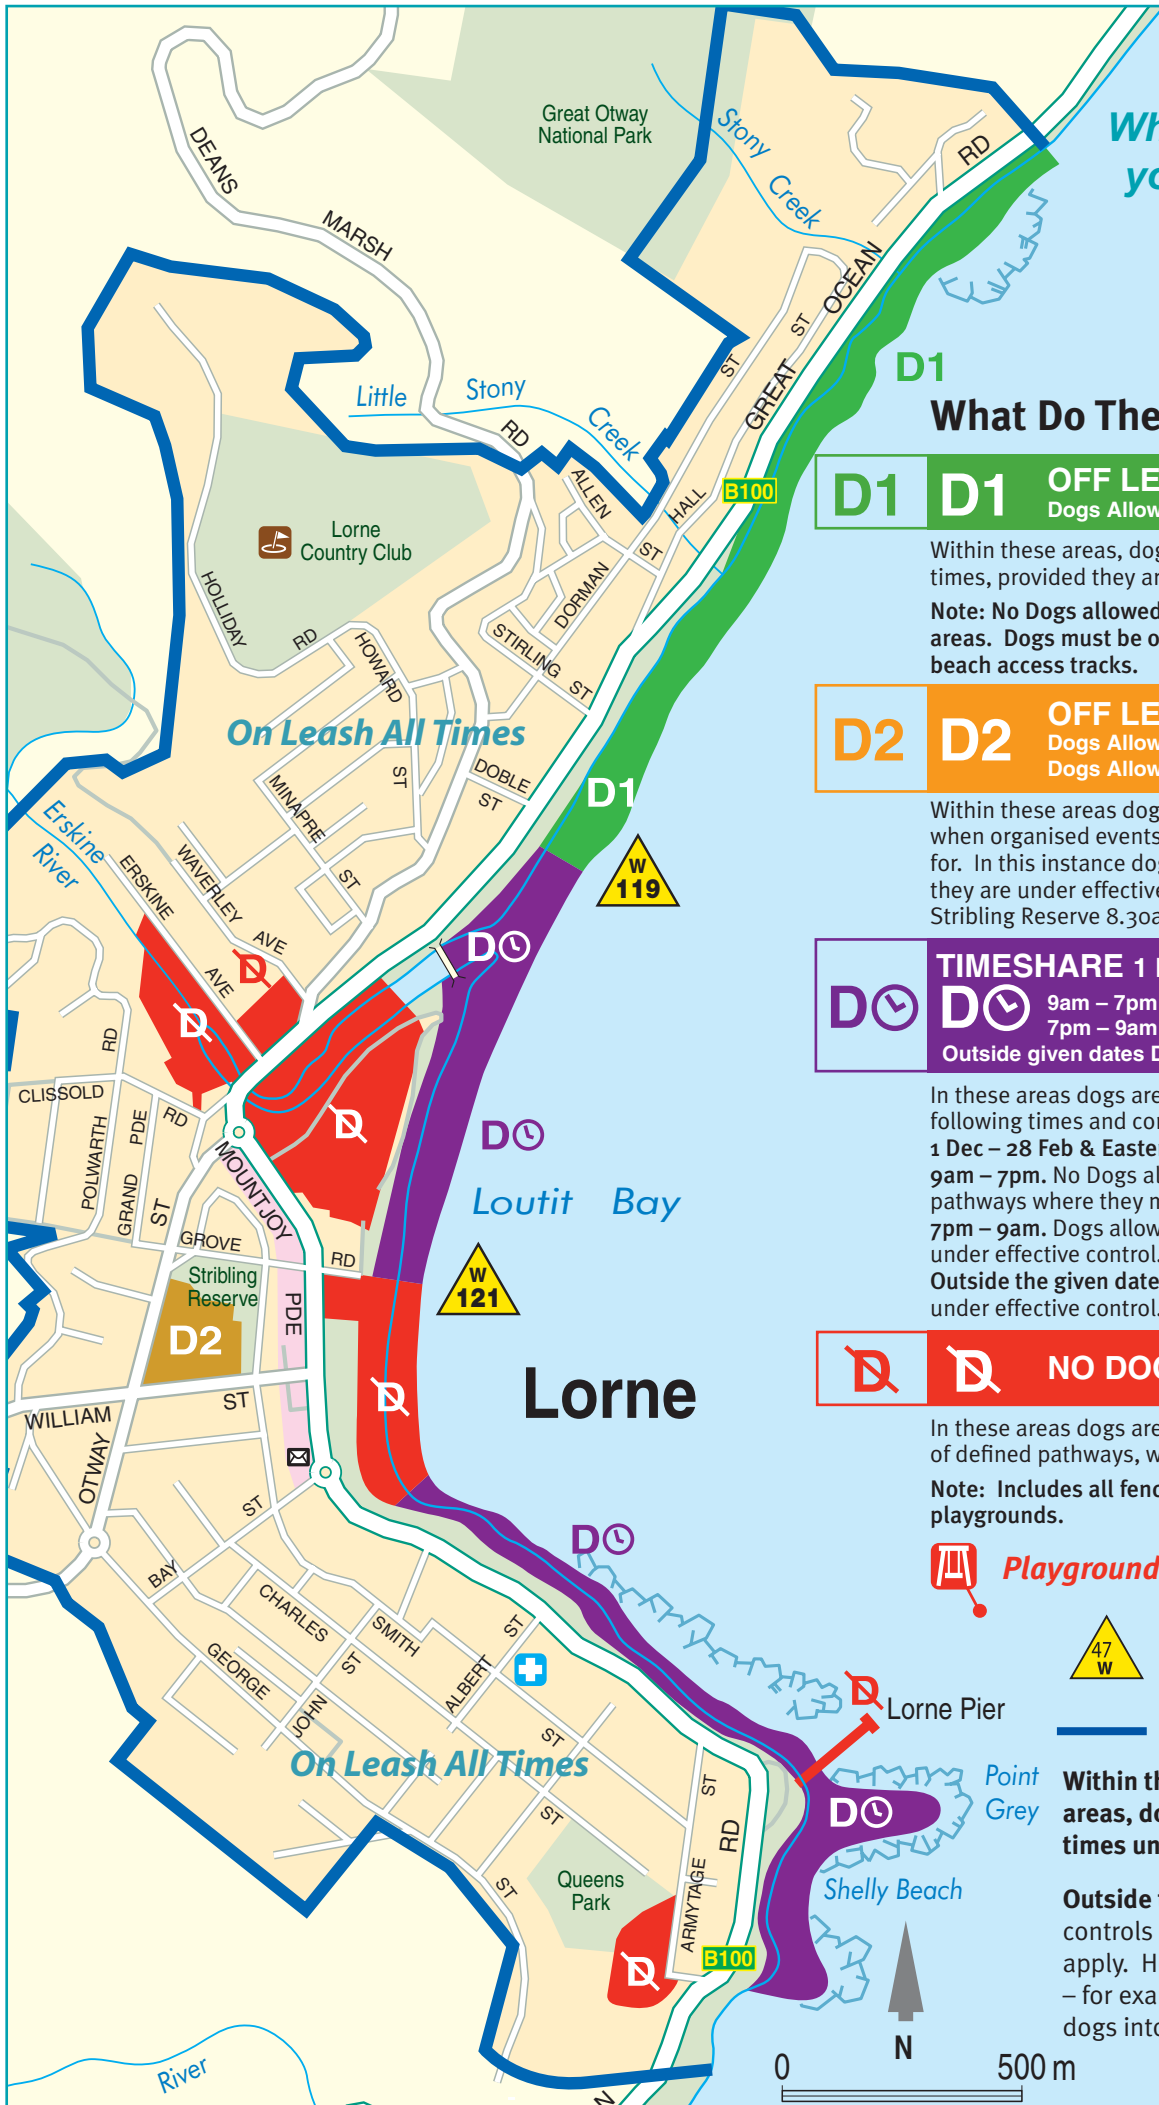 Great Otway
National Park
Stony
Creek
Wh
yo
DEANS
MARSH
RD
RD
OCEAN
GREAT
ST
ST
D1
Little
Stony
Creek
RD
B100
What Do The
D1
D1
OFF LE
Dogs Allow
Within these areas, dog
times, provided they ar
Note: No Dogs allowed
areas. Dogs must be o
beach access tracks.
ALLEN
HALL
ST
DORMAN
STIRLING
ST
Lorne
Country Club
HOLLIDAY
RD
HOWARD
ST
On Leash All Times
D2
D2
OFF LE
Dogs Allow
Dogs Allow
Within these areas dog
when organised events
for. In this instance dog
they are under effective
Stribling Reserve 8.30a
DOBLE
ST
D1
MINAPRE
ST
Erskine
River
ERSKINE
AVE
WAVERLEY
AVE
W
119
D
D
D
D
TIMESHARE 1
D
9am – 7pm
7pm – 9am
Outside given dates D
In these areas dogs are
following times and con
1 Dec – 28 Feb & Easte
9am – 7pm. No Dogs al
pathways where they m
7pm – 9am. Dogs allow
under effective control.
Outside the given date
under effective control.
RD
CLISSOLD
RD
POLWARTH
GRAND
PDE
ST
MOUNTJOY
PDE
D
D
Loutit Bay
GROVE
RD
Stribling
Reserve
D2
W
121
D
Lorne
D
D
NO DOG
In these areas dogs are
of defined pathways, w
Note: Includes all fenc
playgrounds.
Playground
WILLIAM
ST
OTWAY
ST
BAY
CHARLES
ST
SMITH
ST
GEORGE
ST
JOHN
ALBERT
ST
ST
D
D
Lorne Pier
47
W
On Leash All Times
Point
Grey
D
Within th
areas, do
times un
ARMYTAGE
ST
RD
Queens
Park
D
Shelly Beach
B100
Outside
controls
apply. H
– for exa
dogs into
N
0
500 m
River
N